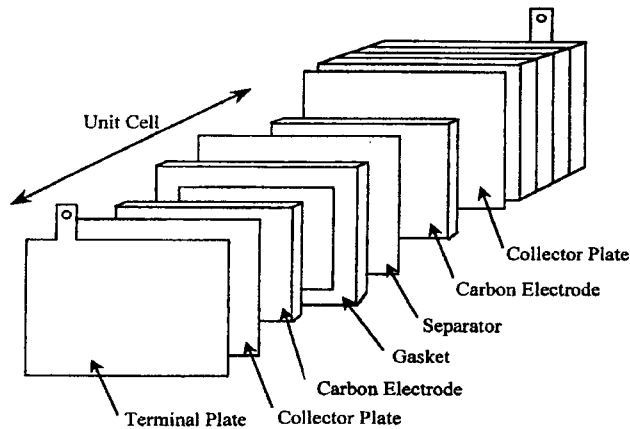 Unit Cell
Collector Plate
Carbon Electrode
Separator
Gasket
Carbon Electrode
Terminal Plate
Collector Plate